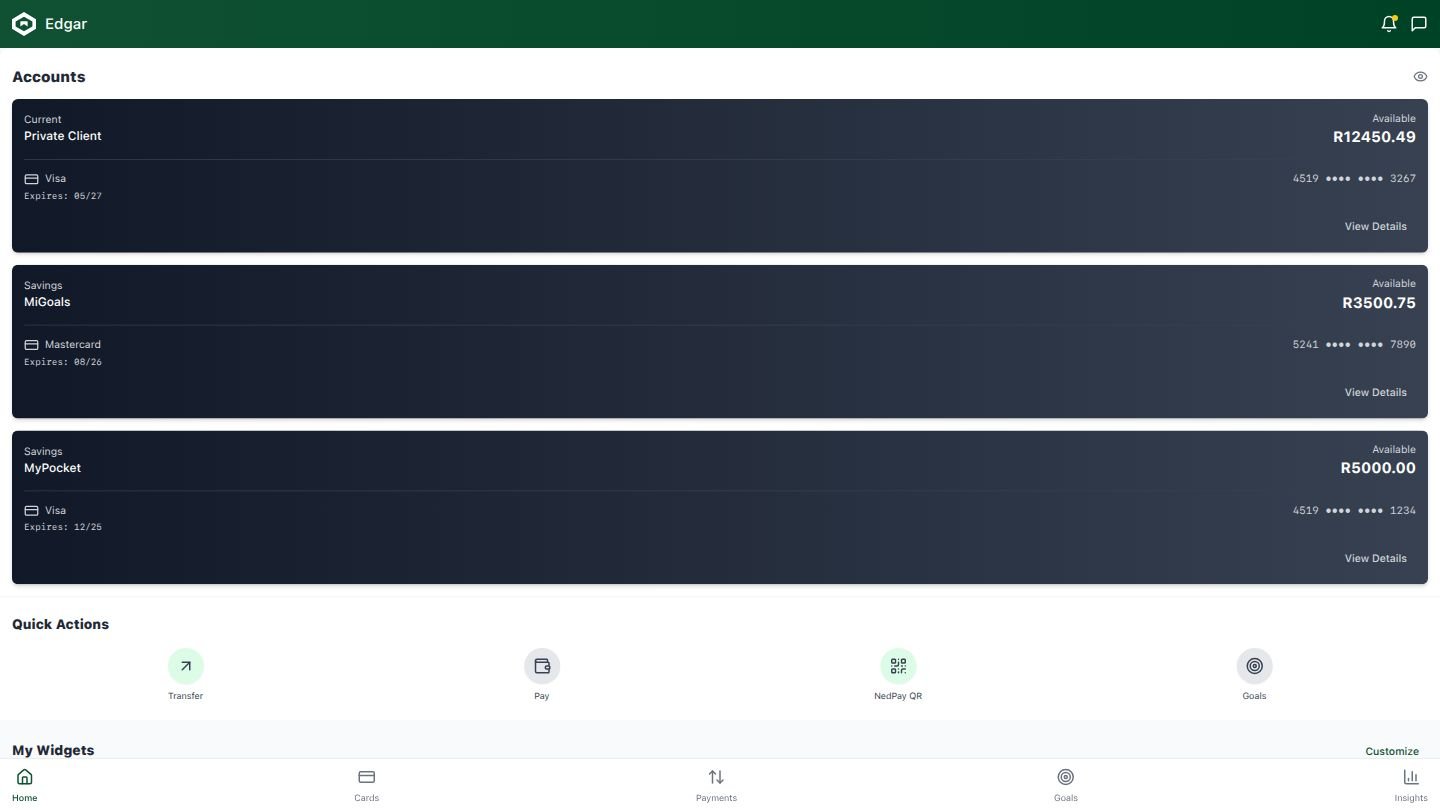 Edgar
Accounts
Current
Available
Private Client
R12450.49
Visa
4519 •••• •••• 3267
Expires: 05/27
View Details
Savings
Available
MiGoals
R3500.75
Mastercard
5241 •••• •••• 7890
Expires: 08/26
View Details
Savings
Available
MyPocket
R5000.00
Visa
4519 •••• •••• 1234
Expires: 12/25
View Details
Quick Actions
Transfer
Pay
NedPay QR
Goals
My Widgets
Customize
Home
Cards
Payments
Goals
Insights